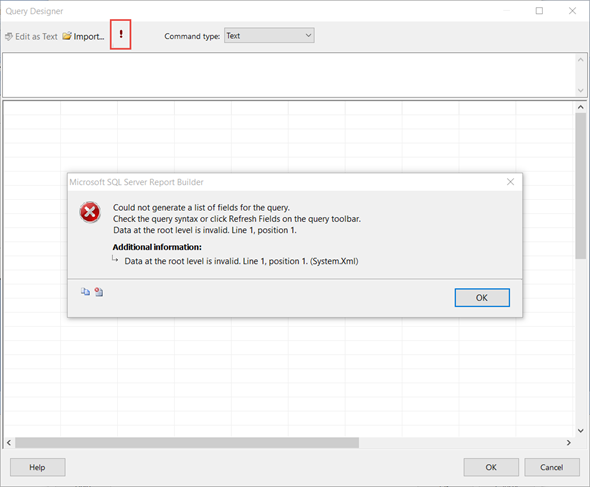 Query Designer
Edit as Text Import... ! Command type: Text
Microsoft SQL Server Report Builder
Could not generate a list of fields for the query.
Check the query syntax or click Refresh Fields on the query toolbar.
Data at the root level is invalid. Line 1, position 1.
Additional information:
Data at the root level is invalid. Line 1, position 1. (System.Xml)
OK
Help OK Cancel